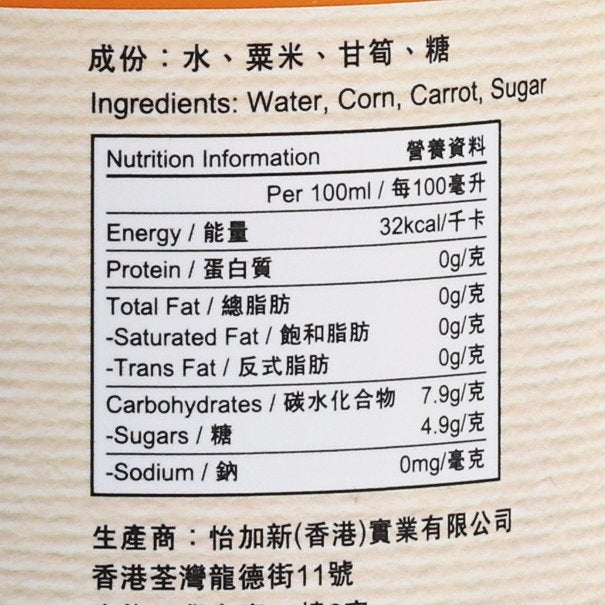 成份：水、粟米、甘筍、糖
Ingredients: Water, Corn, Carrot, Sugar
Nutrition Information 營養資料
Per 100ml / 每100毫升
Energy / 能量 32kcal/千卡
Protein / 蛋白質 0g/克
Total Fat / 總脂肪 0g/克
-Saturated Fat / 飽和脂肪 0g/克
-Trans Fat / 反式脂肪 0g/克
Carbohydrates / 碳水化合物 7.9g/克
-Sugars / 糖 4.9g/克
-Sodium / 鈉 0mg/毫克
生產商：怡加新(香港)實業有限公司
香港荃灣龍德街11號